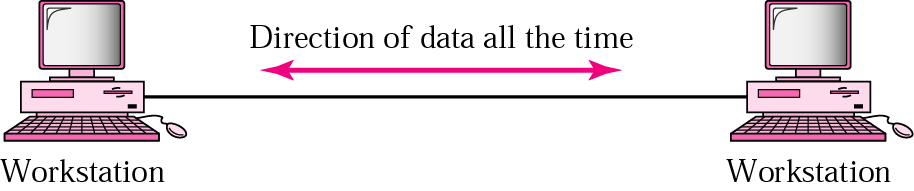 Direction of data all the time
Workstation
Workstation